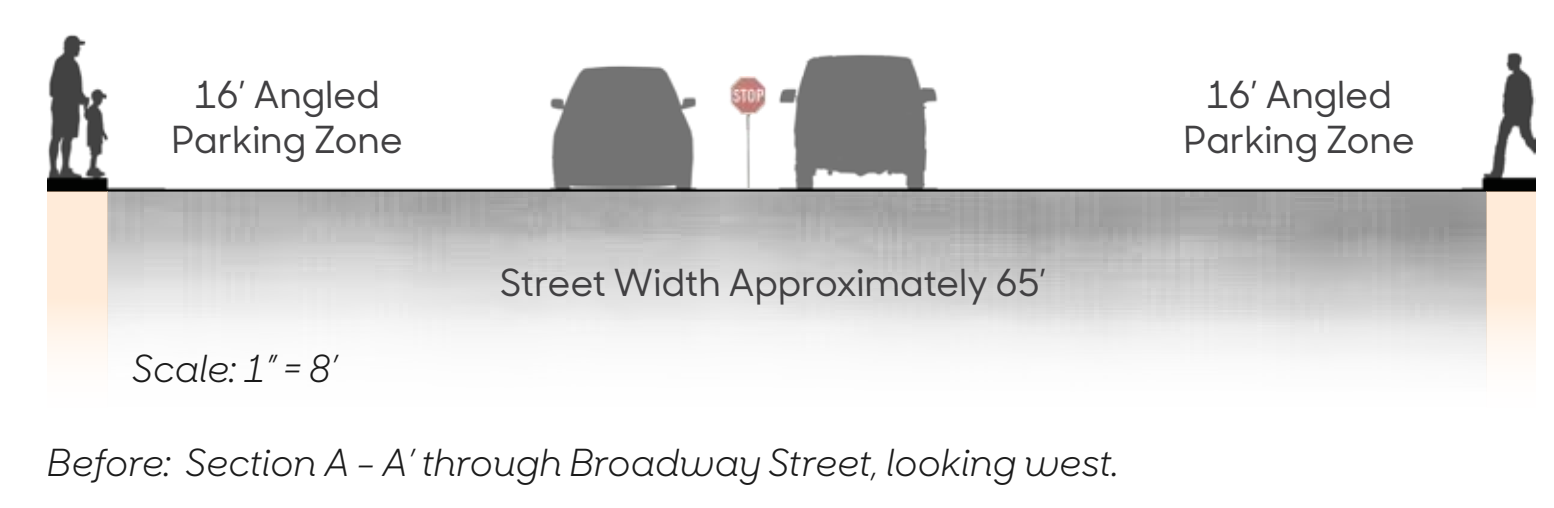 16′ Angled
Parking Zone
STOP
16′ Angled
Parking Zone
Street Width Approximately 65′
Scale: 1″ = 8′
Before: Section A – A′ through Broadway Street, looking west.